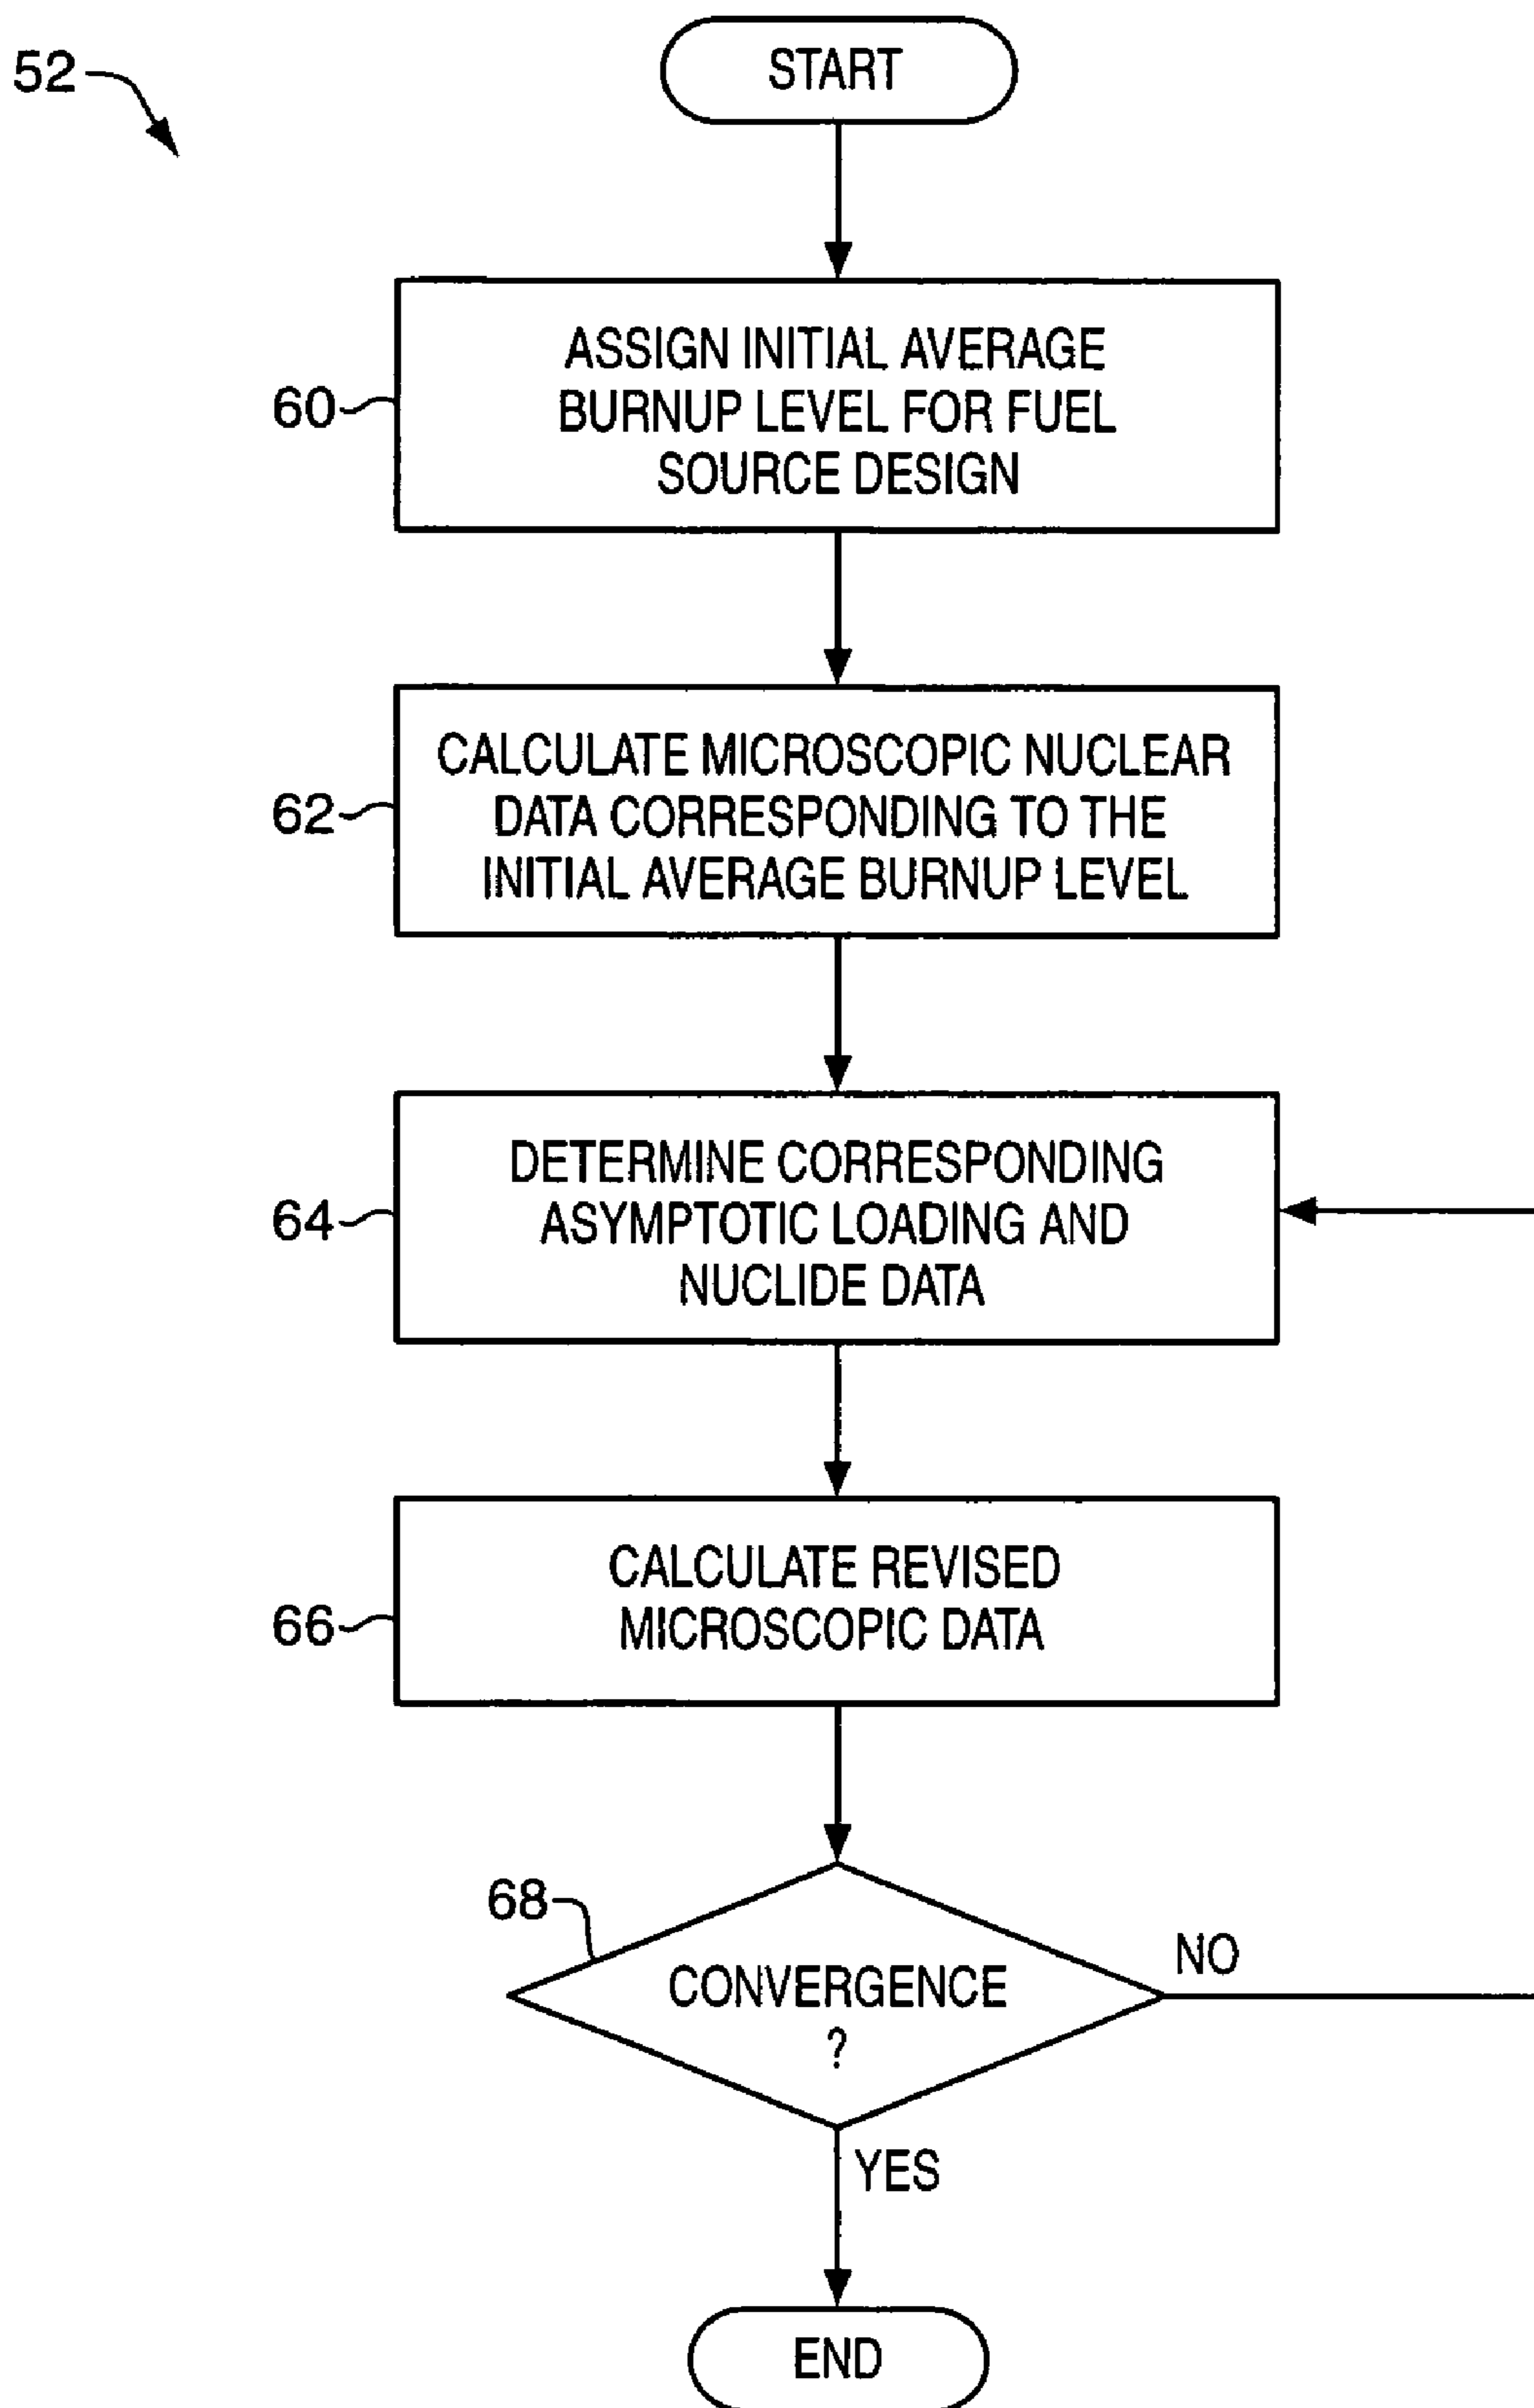 52
START
60
ASSIGN INITIAL AVERAGE
BURNUP LEVEL FOR FUEL
SOURCE DESIGN
62
CALCULATE MICROSCOPIC NUCLEAR
DATA CORRESPONDING TO THE
INITIAL AVERAGE BURNUP LEVEL
64
DETERMINE CORRESPONDING
ASYMPTOTIC LOADING AND
NUCLIDE DATA
66
CALCULATE REVISED
MICROSCOPIC DATA
68
CONVERGENCE
?
NO
YES
END